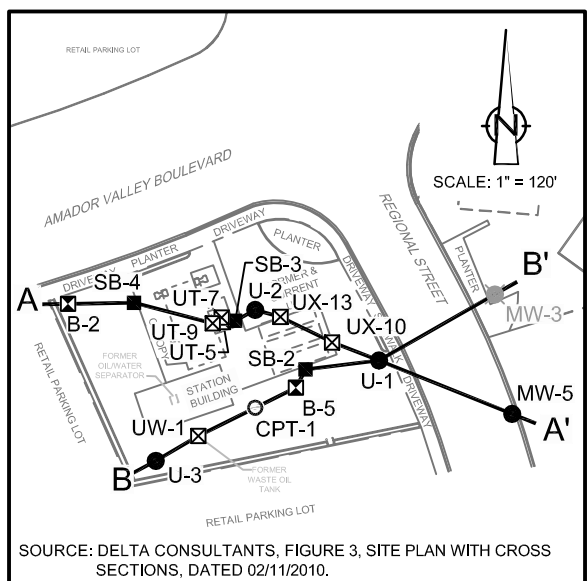 RETAIL PARKING LOT
N
SCALE: 1" = 120'
AMADOR VALLEY BOULEVARD
REGIONAL STREET
DRIVEWAY
PLANTER
DRIVEWAY
PLANTER
PLANTER
B'
MW-3
SB-4
SB-3
U-2
UT-7
UX-13
A
B-2
UT-9
UT-5
CANOPY
UX-10
DRIVEWAY
SB-2
U-1
FORMER
OIL/WATER
SEPARATOR
STATION
BUILDING
B-5
DRIVEWAY
MW-5
A'
RETAIL PARKING LOT
UW-1
CPT-1
B
U-3
FORMER
WASTE OIL
TANK
RETAIL PARKING LOT
SOURCE: DELTA CONSULTANTS, FIGURE 3, SITE PLAN WITH CROSS
SECTIONS, DATED 02/11/2010.